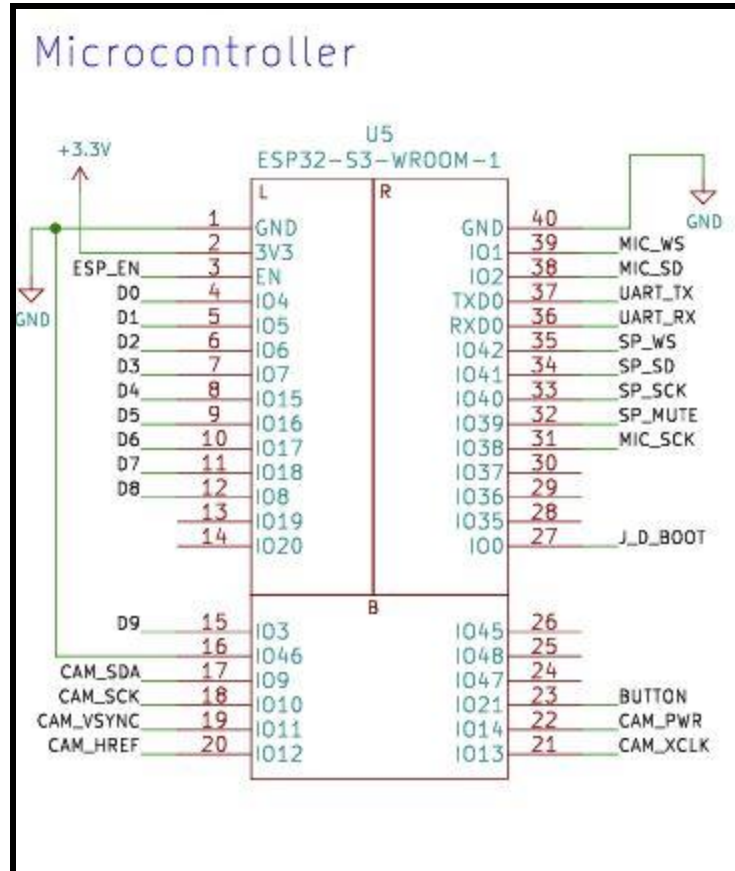 Microcontroller
U5
ESP32-S3-WROOM-1
+3.3V
L R
1 GND GND 40 GND
2 3V3 IO1 39 MIC_WS
ESP_EN 3 EN IO2 38 MIC_SD
D0 4 IO4 TXD0 37 UART_TX
GND D1 5 IO5 RXD0 36 UART_RX
D2 6 IO6 IO42 35 SP_WS
D3 7 IO7 IO41 34 SP_SD
D4 8 IO15 IO40 33 SP_SCK
D5 9 IO16 IO39 32 SP_MUTE
D6 10 IO17 IO38 31 MIC_SCK
D7 11 IO18 IO37 30
D8 12 IO8 IO36 29
13 IO19 IO35 28
14 IO20 IO0 27 J_D_BOOT
B
D9 15 IO3 IO45 26
16 IO46 IO48 25
CAM_SDA 17 IO9 IO47 24
CAM_SCK 18 IO10 IO21 23 BUTTON
CAM_VSYNC 19 IO11 IO14 22 CAM_PWR
CAM_HREF 20 IO12 IO13 21 CAM_XCLK